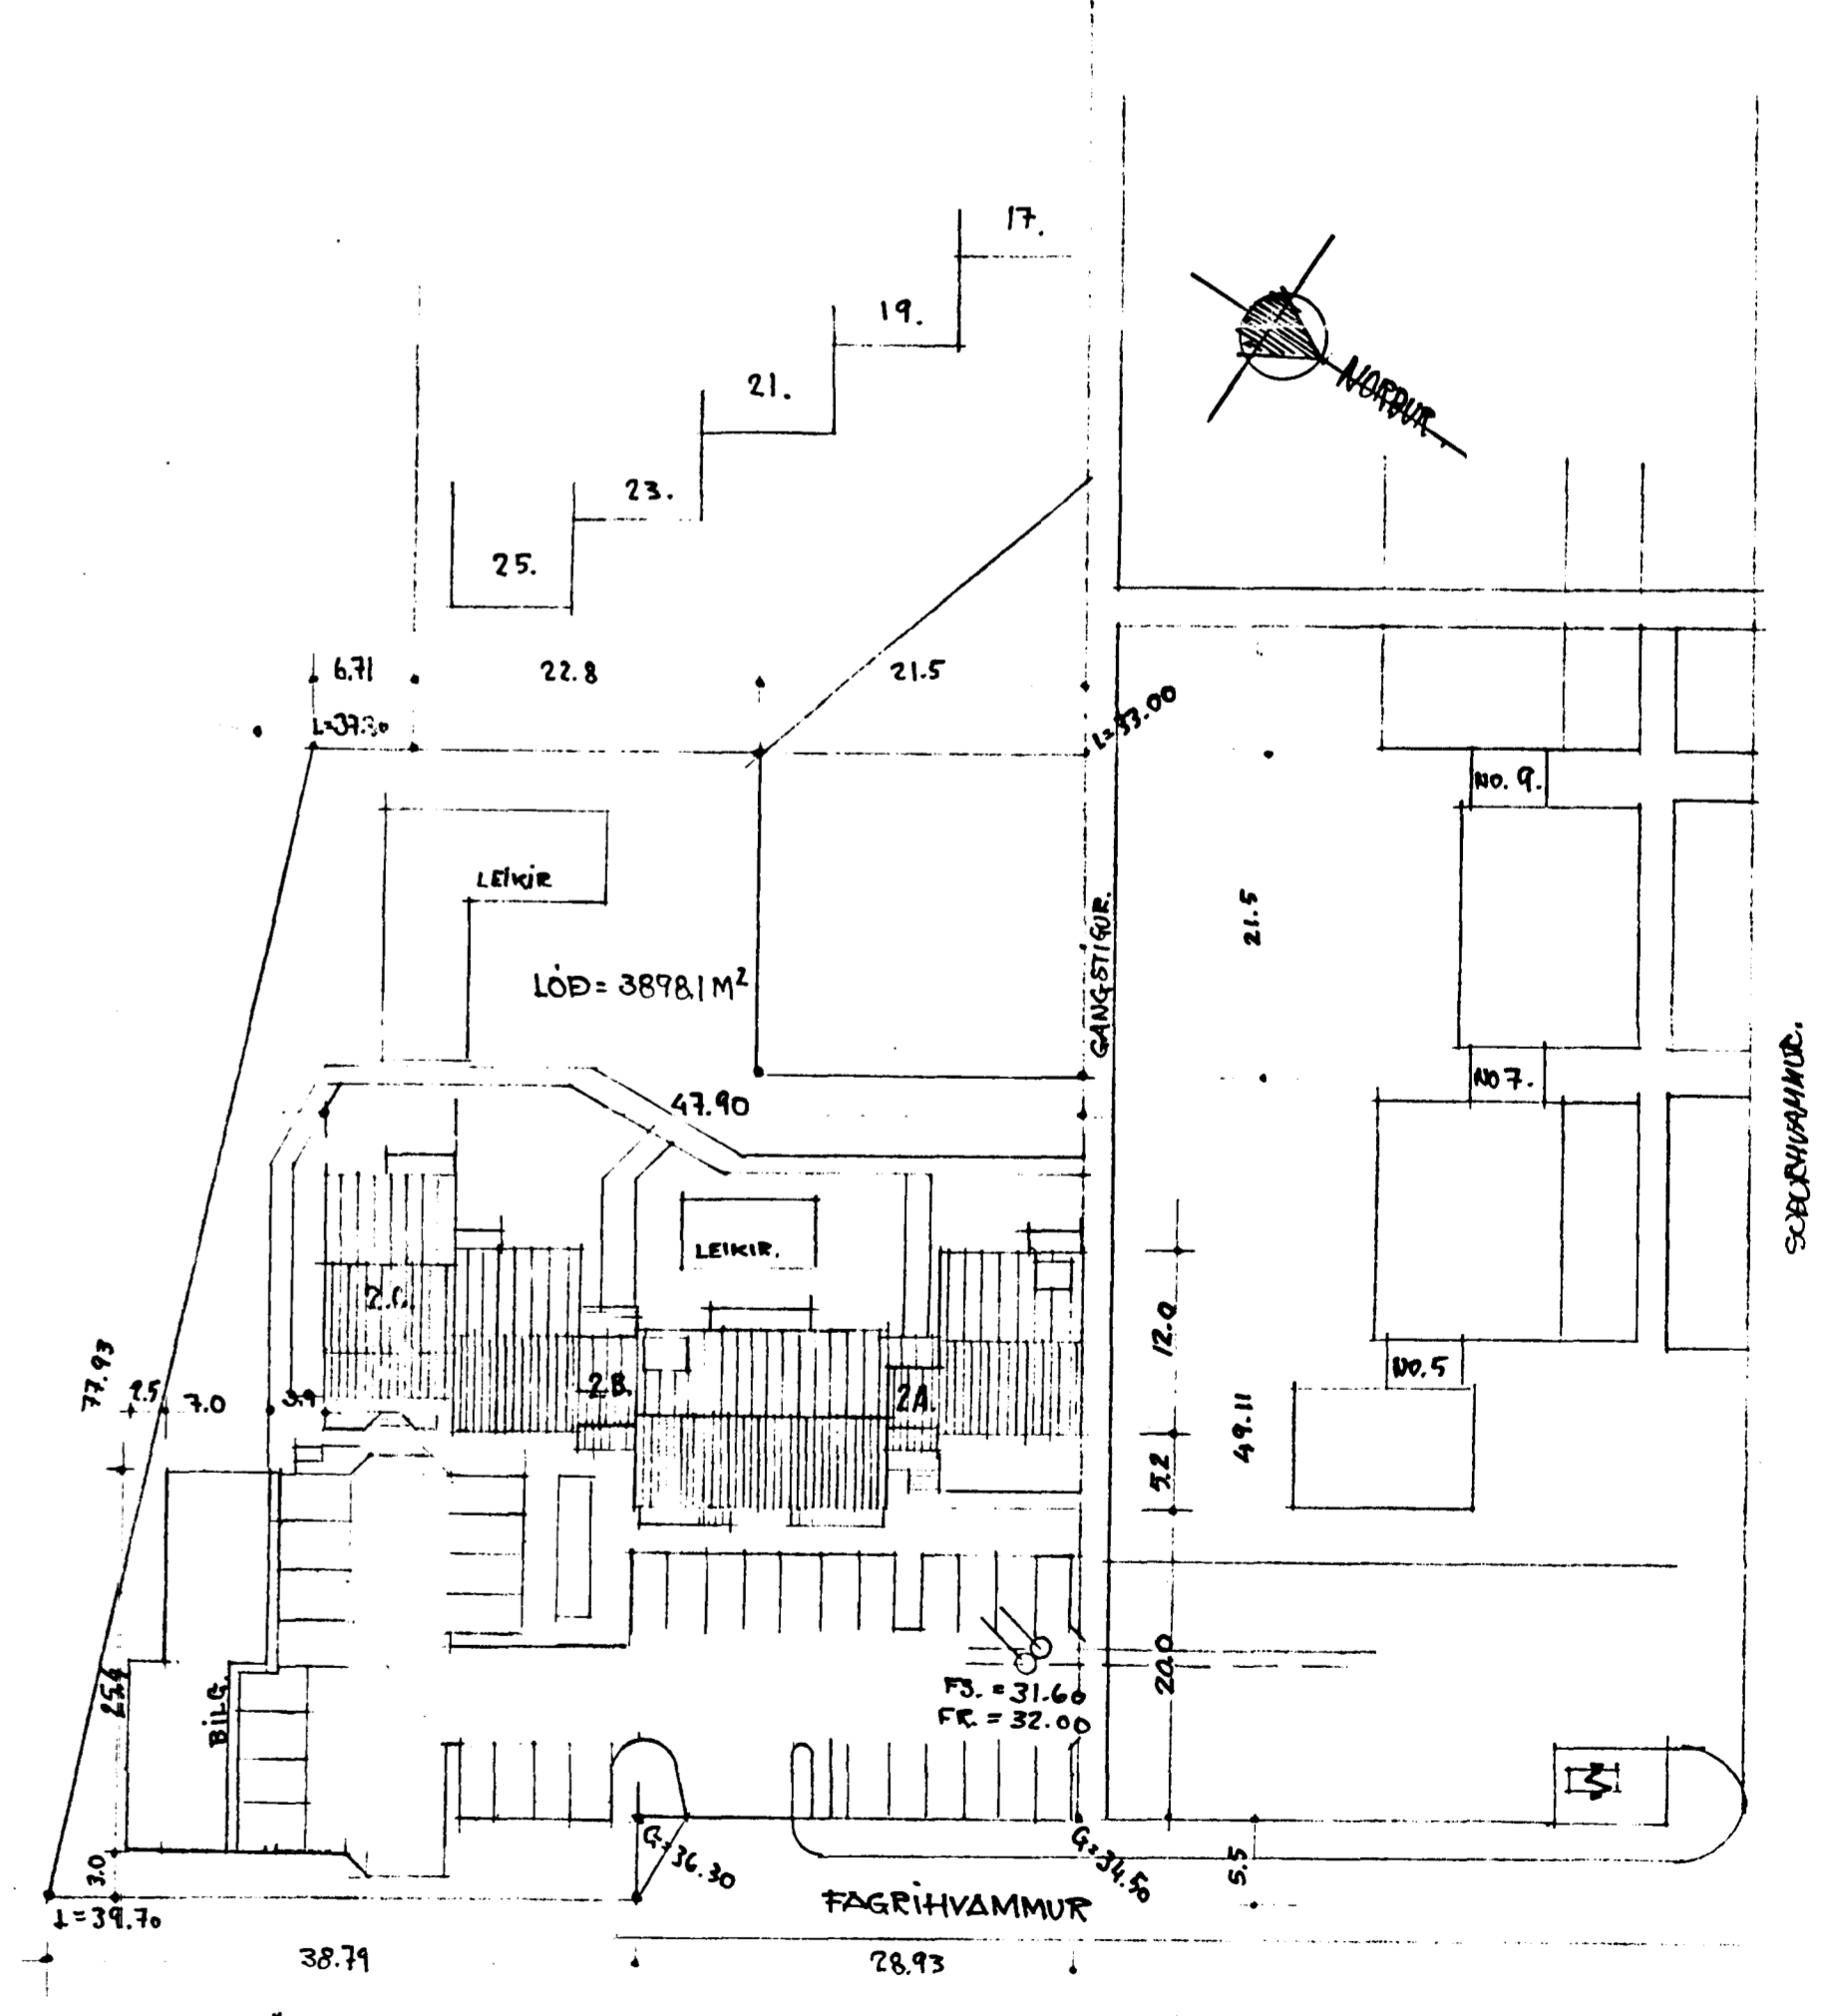 17.
19.
21.
23.
25.
NORÐUR
6.71
22.8
21.5
L=37.30
L=33.00
NO. 9.
LEIKIR
21.5
LÓÐ = 3898.1 M²
GANGSTÍGUR.
NO 7.
47.90
SUÐURHVAMMUR.
LEIKIR.
2.C.
12.0
77.93
2.5
7.0
3.9
2B.
2A.
NO. 5
49.11
5.2
20.0
BÍLG.
FS. = 31.60
FR. = 32.00
3.0
G=36.30
G=34.50
5.5
L=39.70
FAGRIHVAMMUR
38.79
28.93